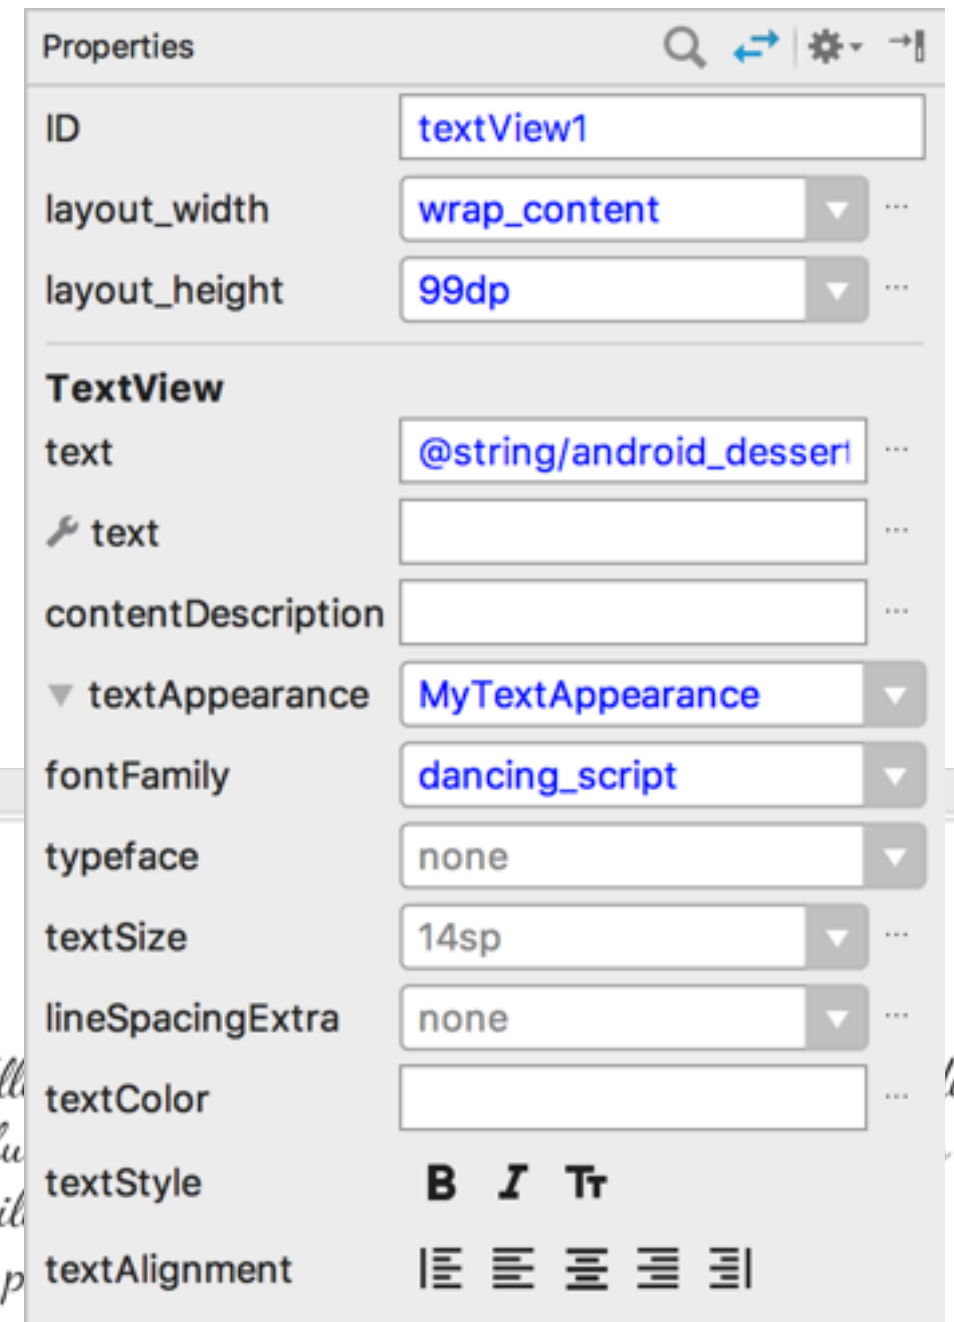 Properties
ID textView1
layout_width wrap_content
layout_height 99dp
TextView
text @string/android_dessert
text
contentDescription
textAppearance MyTextAppearance
fontFamily dancing_script
typeface none
textSize 14sp
lineSpacingExtra none
textColor
textStyle B I TT
textAlignment